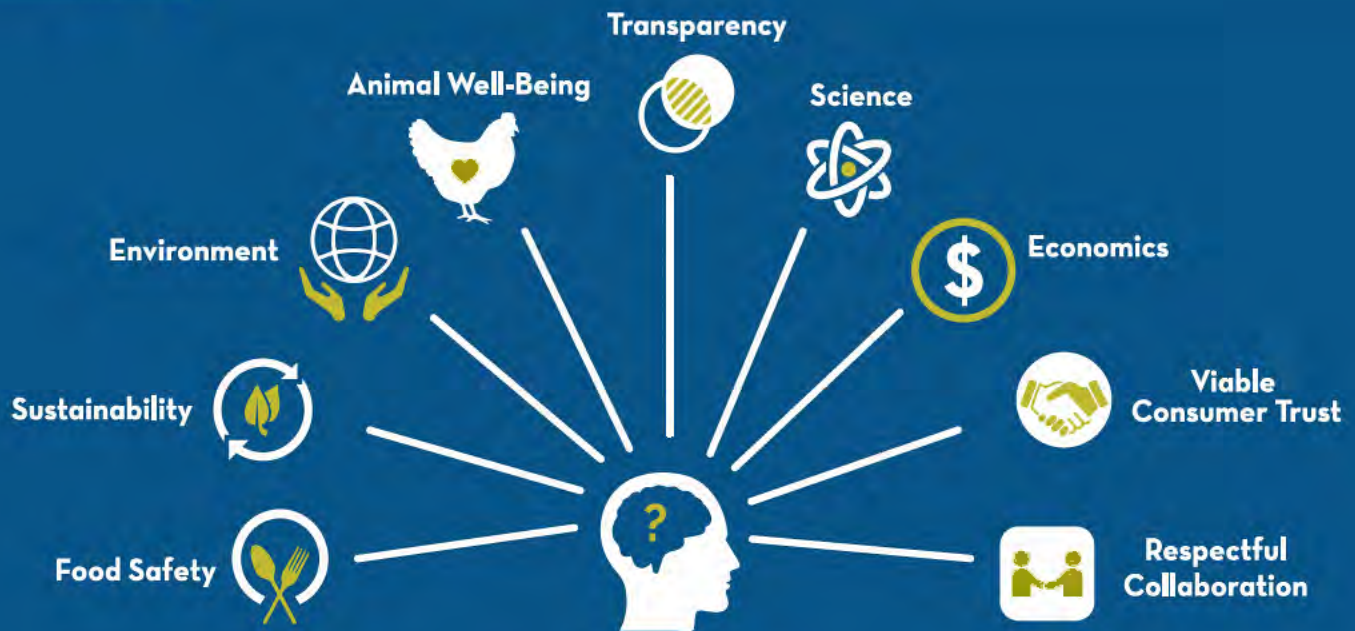 Transparency
Animal Well-Being
Science
Environment
$
Economics
Sustainability
Viable
Consumer Trust
?
Food Safety
Respectful
Collaboration